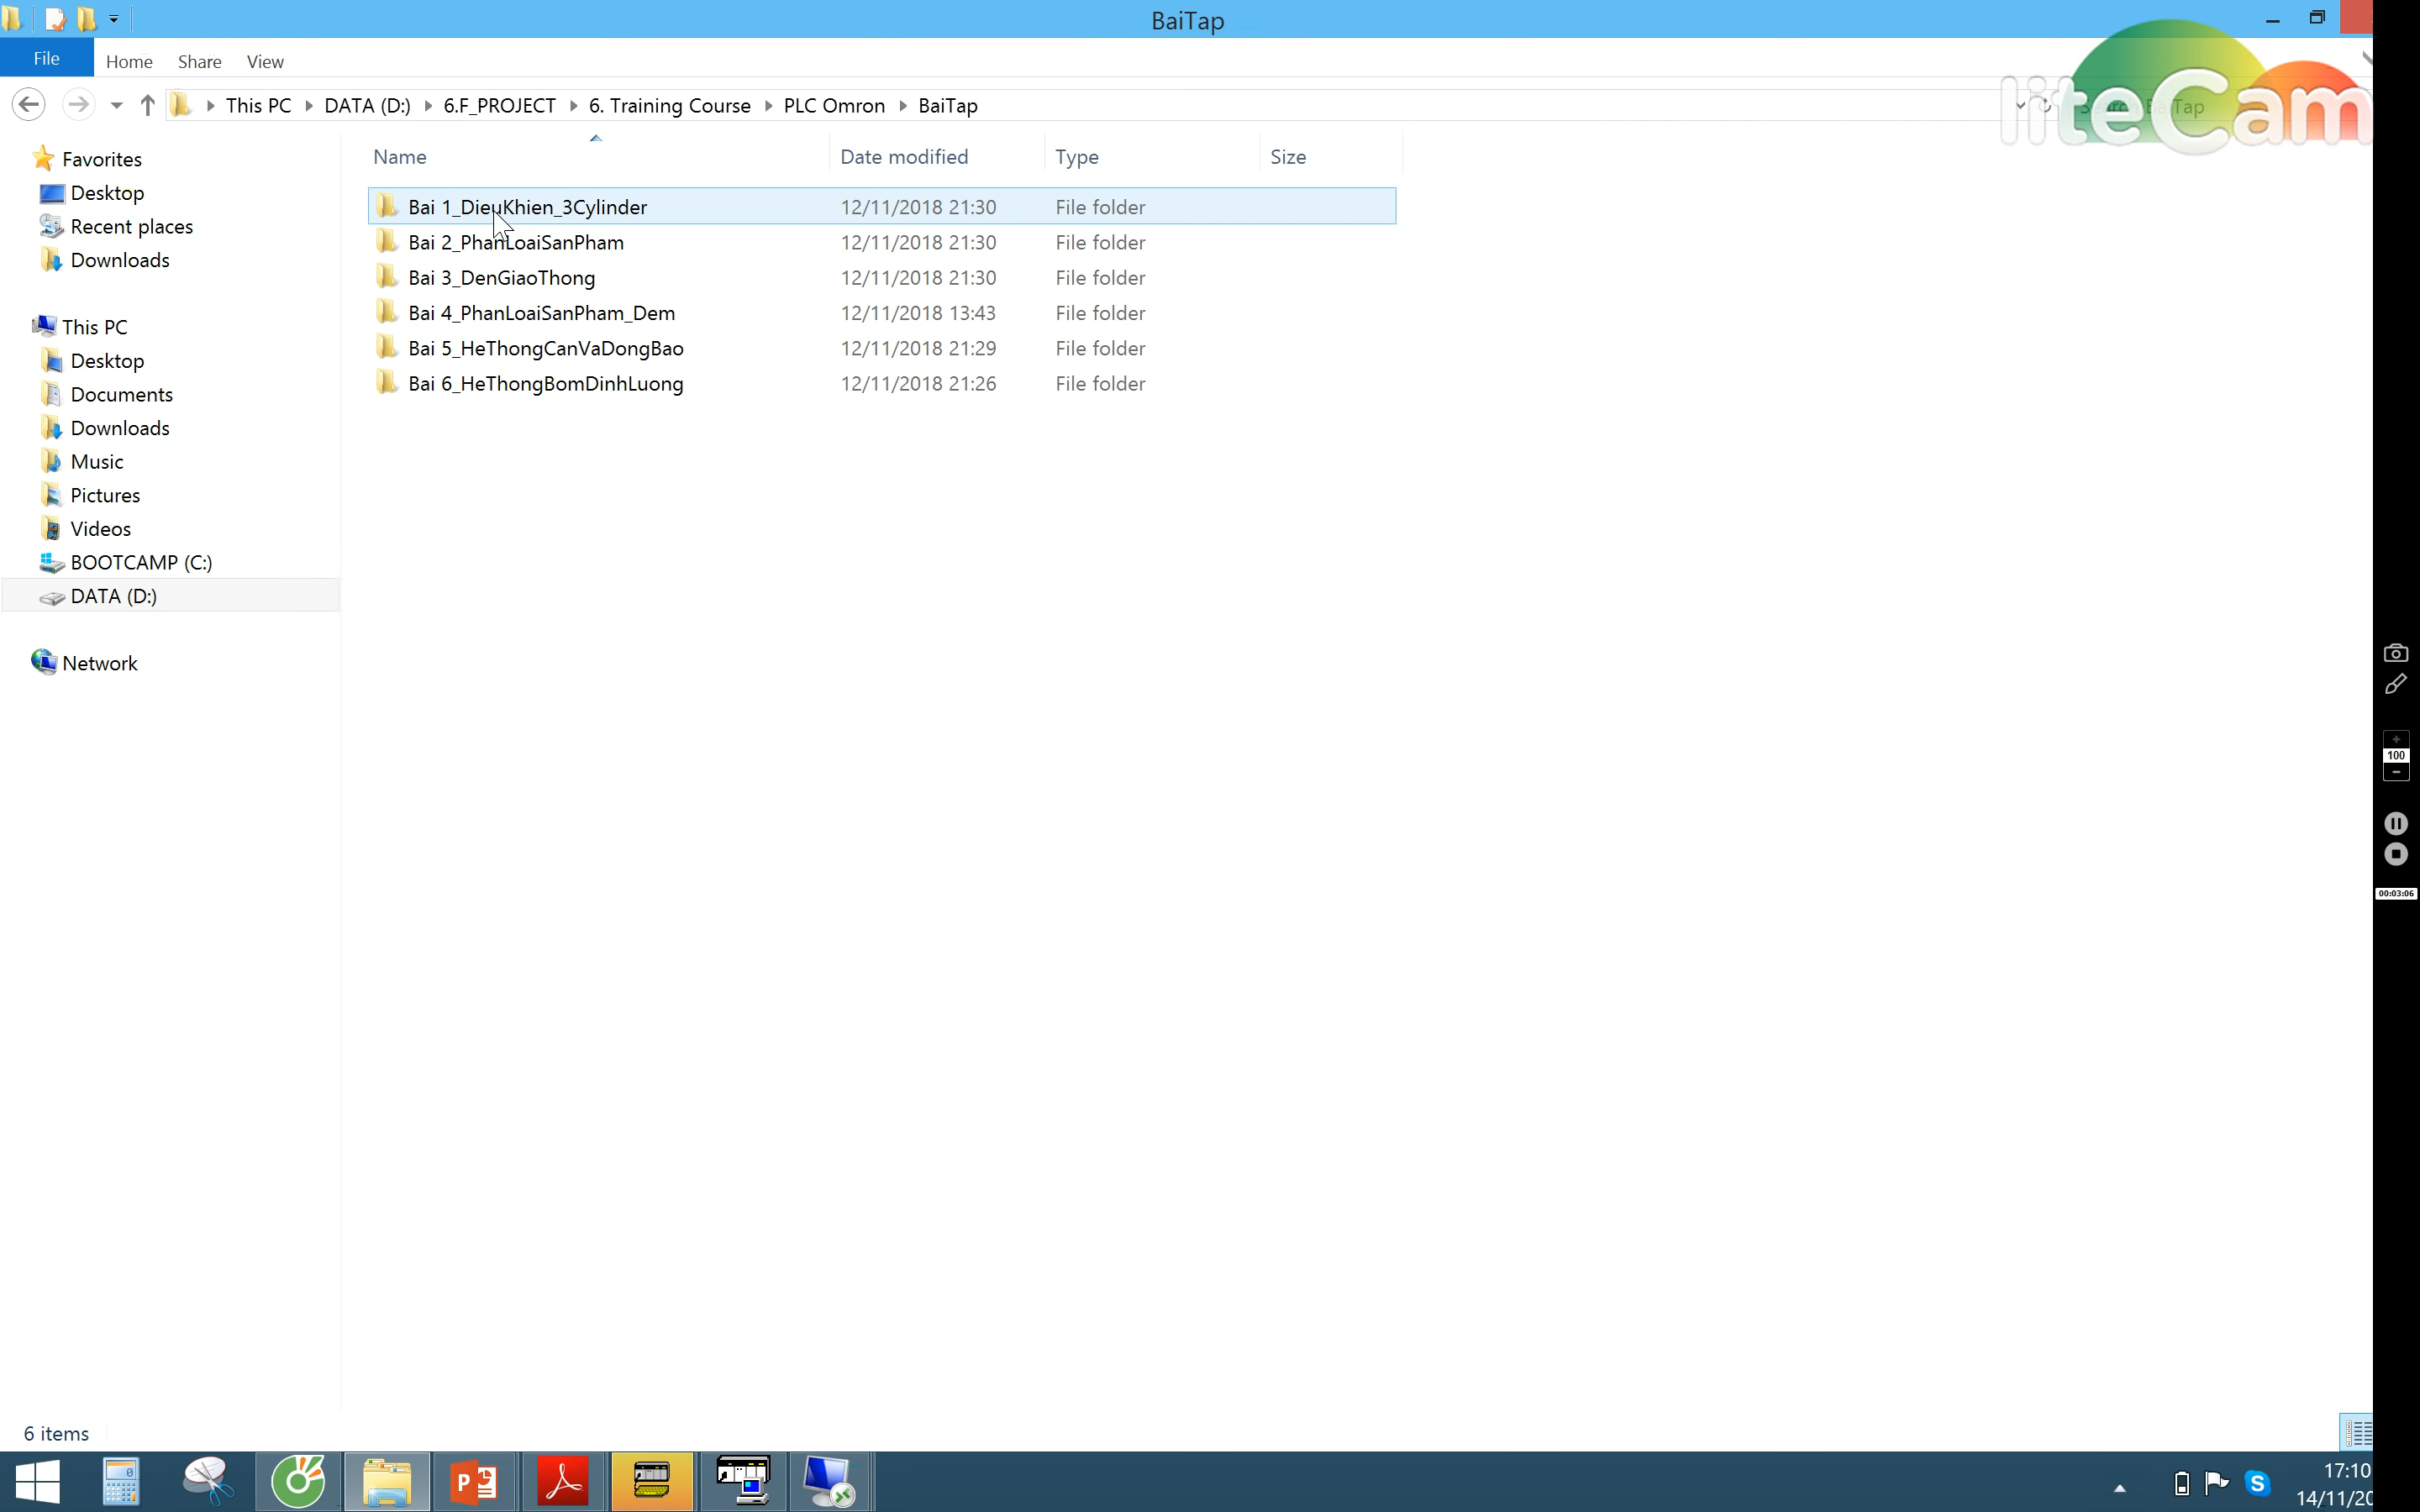 BaiTap
File Home Share View
This PC DATA (D:) 6.F_PROJECT 6. Training Course PLC Omron BaiTap
liteCam
Name Date modified Type Size
Favorites
Desktop
Recent places
Downloads
This PC
Desktop
Documents
Downloads
Music
Pictures
Videos
BOOTCAMP (C:)
DATA (D:)
Network
Bai 1_DieuKhien_3Cylinder 12/11/2018 21:30 File folder
Bai 2_PhanLoaiSanPham 12/11/2018 21:30 File folder
Bai 3_DenGiaoThong 12/11/2018 21:30 File folder
Bai 4_PhanLoaiSanPham_Dem 12/11/2018 13:43 File folder
Bai 5_HeThongCanVaDongBao 12/11/2018 21:29 File folder
Bai 6_HeThongBomDinhLuong 12/11/2018 21:26 File folder
100
00:03:06
6 items
17:10
14/11/20